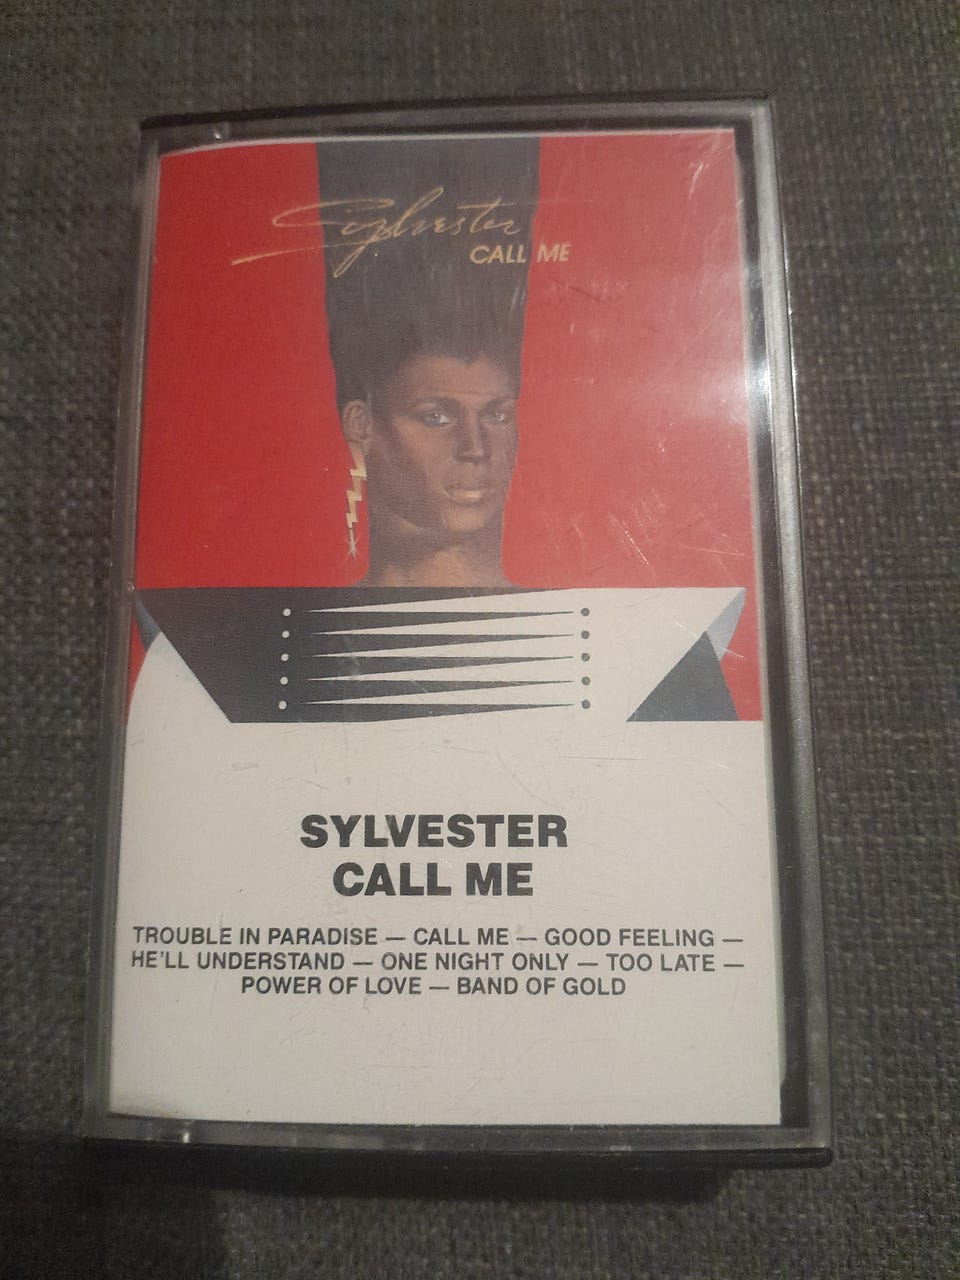 Sylvester
CALL ME
SYLVESTER
CALL ME
TROUBLE IN PARADISE — CALL ME — GOOD FEELING —
HE'LL UNDERSTAND — ONE NIGHT ONLY — TOO LATE —
POWER OF LOVE — BAND OF GOLD